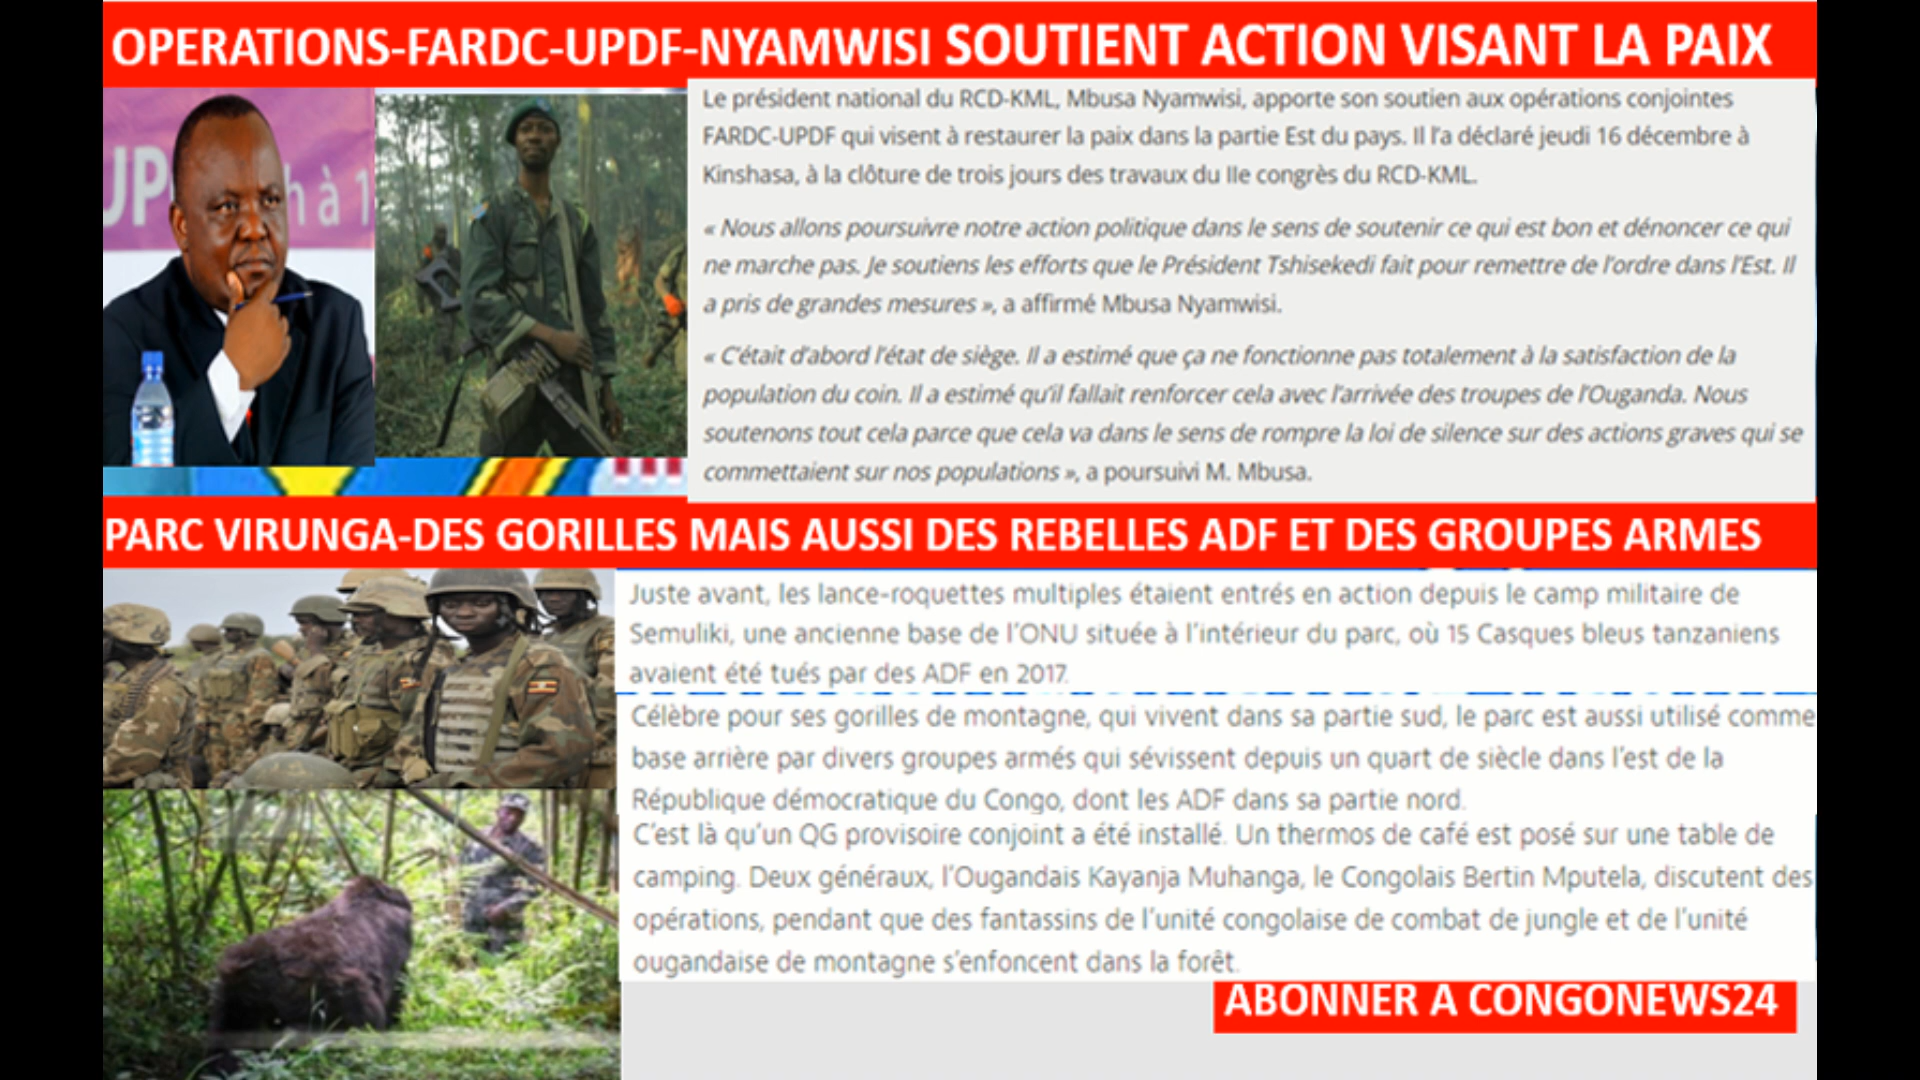 OPERATIONS-FARDC-UPDF-NYAMWISI SOUTIENT ACTION VISANT LA PAIX
Le président national du RCD-KML, Mbusa Nyamwisi, apporte son soutien aux opérations conjointes
FARDC-UPDF qui visent à restaurer la paix dans la partie Est du pays. Il l'a déclaré jeudi 16 décembre à
Kinshasa, à la clôture de trois jours des travaux du IIe congrès du RCD-KML.
« Nous allons poursuivre notre action politique dans le sens de soutenir ce qui est bon et dénoncer ce qui
ne marche pas. Je soutiens les efforts que le Président Tshisekedi fait pour remettre de l'ordre dans l'Est. Il
a pris de grandes mesures », a affirmé Mbusa Nyamwisi.
« C'était d'abord l'état de siège. Il a estimé que ça ne fonctionne pas totalement à la satisfaction de la
population du coin. Il a estimé qu'il fallait renforcer cela avec l'arrivée des troupes de l'Ouganda. Nous
soutenons tout cela parce que cela va dans le sens de rompre la loi de silence sur des actions graves qui se
commettaient sur nos populations », a poursuivi M. Mbusa.
PARC VIRUNGA-DES GORILLES MAIS AUSSI DES REBELLES ADF ET DES GROUPES ARMES
Juste avant, les lance-roquettes multiples étaient entrés en action depuis le camp militaire de
Semuliki, une ancienne base de l'ONU située à l'intérieur du parc, où 15 Casques bleus tanzaniens
avaient été tués par des ADF en 2017.
Célèbre pour ses gorilles de montagne, qui vivent dans sa partie sud, le parc est aussi utilisé comme
base arrière par divers groupes armés qui sévissent depuis un quart de siècle dans l'est de la
République démocratique du Congo, dont les ADF dans sa partie nord.
C'est là qu'un QG provisoire conjoint a été installé. Un thermos de café est posé sur une table de
camping. Deux généraux, l'Ougandais Kayanja Muhanga, le Congolais Bertin Mputela, discutent des
opérations, pendant que des fantassins de l'unité congolaise de combat de jungle et de l'unité
ougandaise de montagne s'enfoncent dans la forêt.
ABONNER A CONGONEWS24